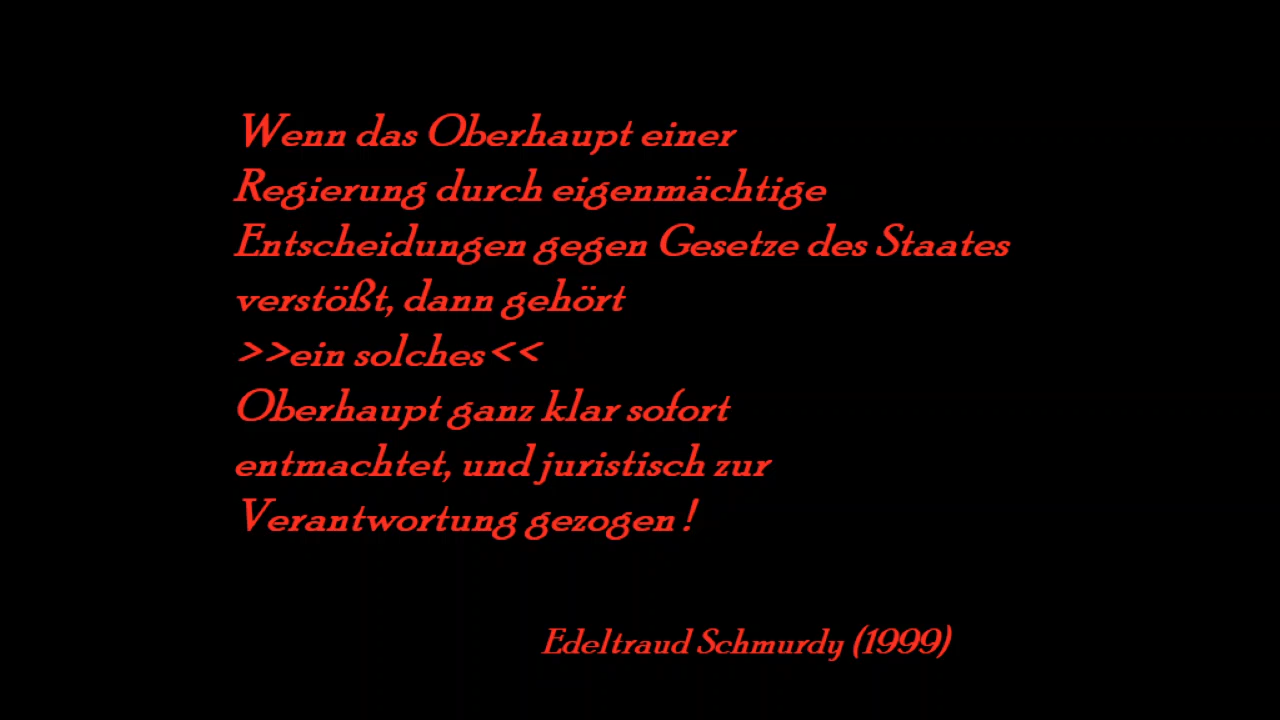 Wenn das Oberhaupt einer
Regierung durch eigenmächtige
Entscheidungen gegen Gesetze des Staates
verstößt, dann gehört
>>ein solches<<
Oberhaupt ganz klar sofort
entmachtet, und juristisch zur
Verantwortung gezogen !
Edeltraud Schmurdy (1999)